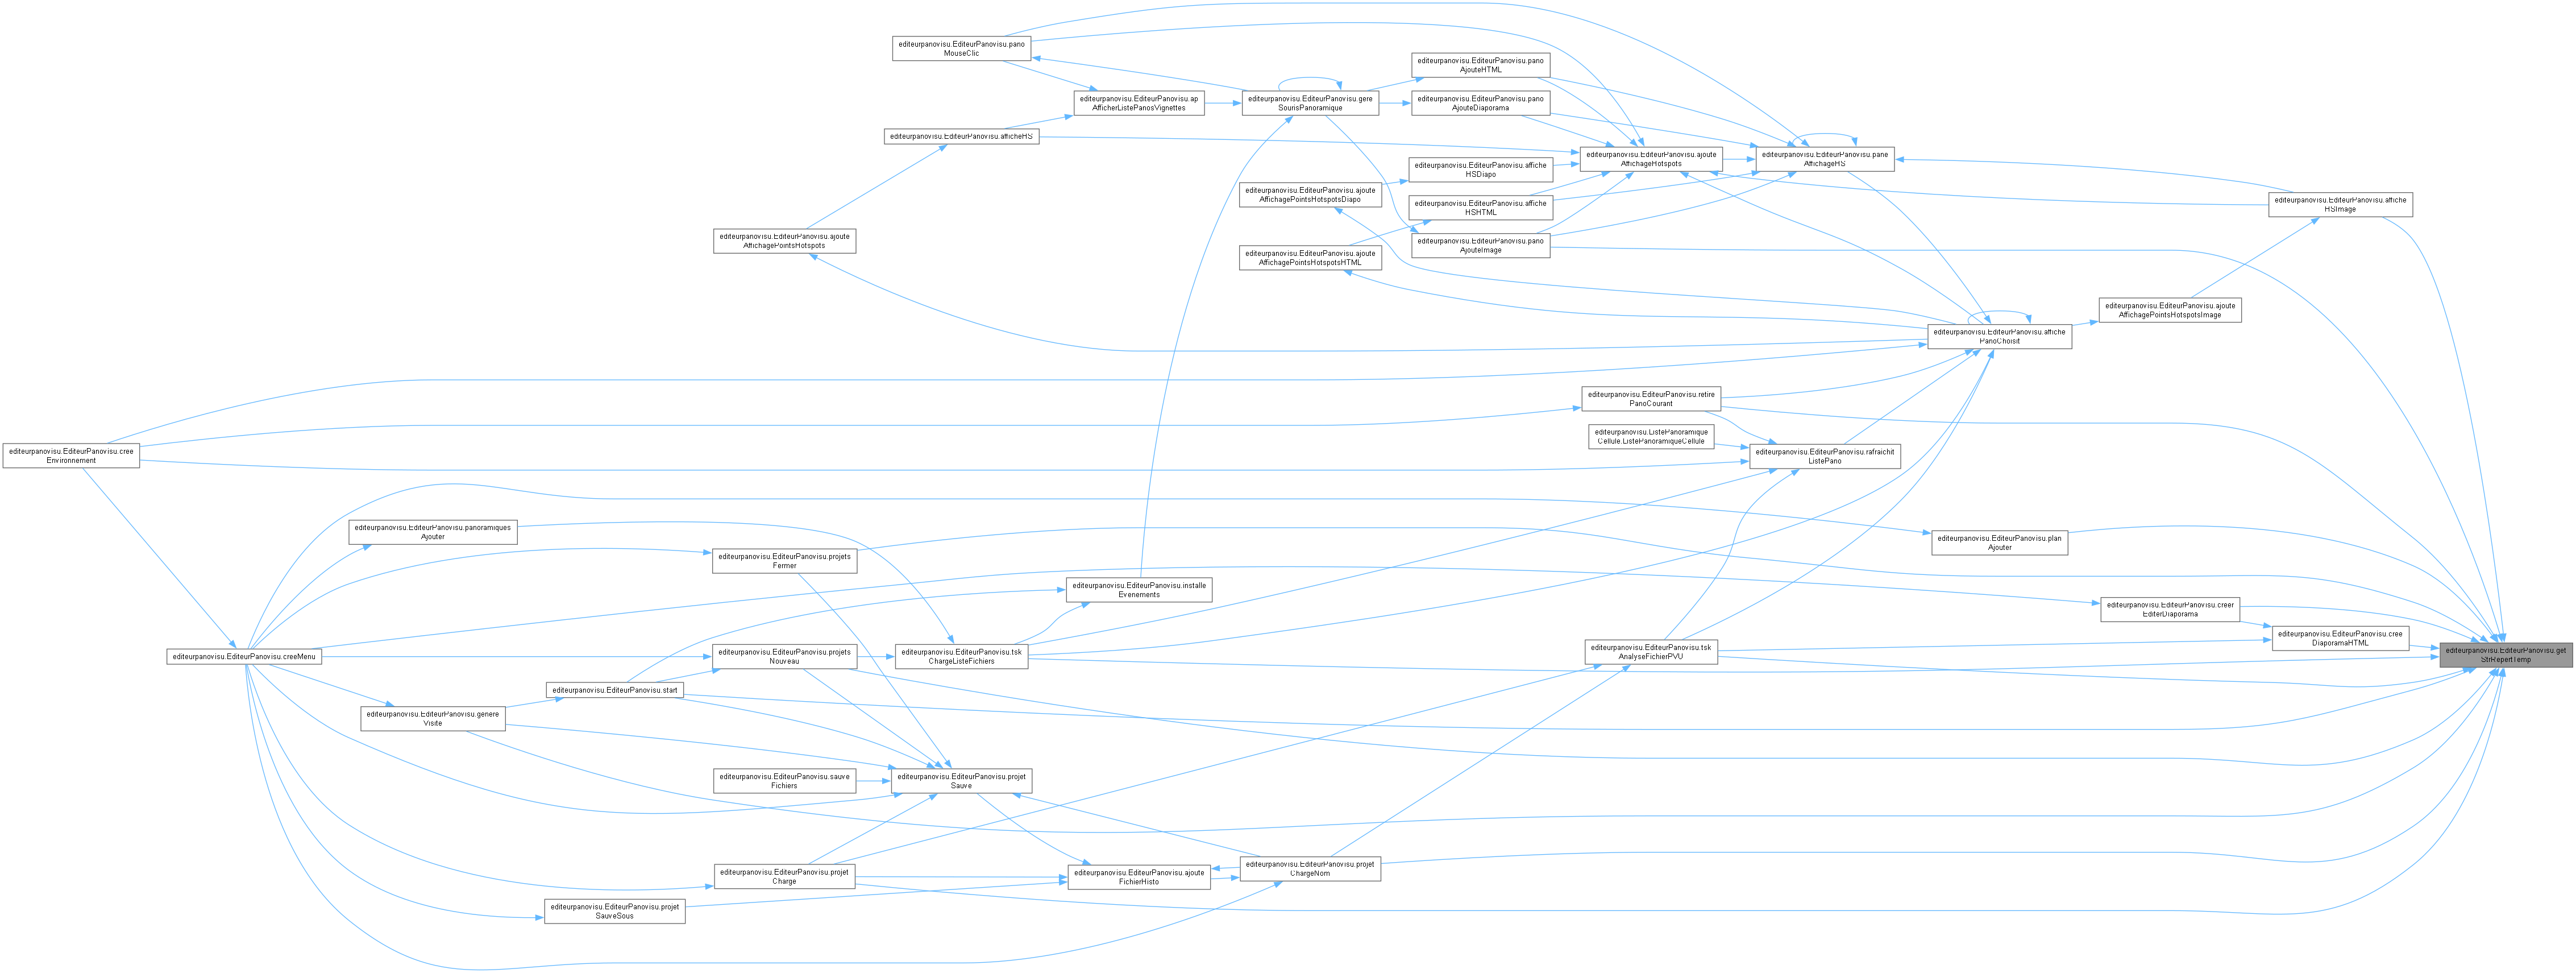 editeurpanovisu.EditeurPanovisu.pano
MouseClic
editeurpanovisu.EditeurPanovisu.ap
AfficherListePanosVignettes
editeurpanovisu.EditeurPanovisu.afficheHS
editeurpanovisu.EditeurPanovisu.ajoute
AffichagePointsHotspots
editeurpanovisu.EditeurPanovisu.gere
SourisPanoramique
editeurpanovisu.EditeurPanovisu.pano
AjouteHTML
editeurpanovisu.EditeurPanovisu.pano
AjouteDiaporama
editeurpanovisu.EditeurPanovisu.affiche
HSDiapo
editeurpanovisu.EditeurPanovisu.ajoute
AffichagePointsHotspotsDiapo
editeurpanovisu.EditeurPanovisu.affiche
HSHTML
editeurpanovisu.EditeurPanovisu.pano
AjouteImage
editeurpanovisu.EditeurPanovisu.ajoute
AffichagePointsHotspotsHTML
editeurpanovisu.EditeurPanovisu.ajoute
AffichageHotspots
editeurpanovisu.EditeurPanovisu.pane
AffichageHS
editeurpanovisu.EditeurPanovisu.affiche
HSImage
editeurpanovisu.EditeurPanovisu.ajoute
AffichagePointsHotspotsImage
editeurpanovisu.EditeurPanovisu.affiche
PanoChoisit
editeurpanovisu.EditeurPanovisu.retire
PanoCourant
editeurpanovisu.ListePanoramique
Cellule.ListePanoramiqueCellule
editeurpanovisu.EditeurPanovisu.rafraichit
ListePano
editeurpanovisu.EditeurPanovisu.cree
Environnement
editeurpanovisu.EditeurPanovisu.panoramiques
Ajouter
editeurpanovisu.EditeurPanovisu.projets
Fermer
editeurpanovisu.EditeurPanovisu.plan
Ajouter
editeurpanovisu.EditeurPanovisu.installe
Evenements
editeurpanovisu.EditeurPanovisu.creer
EditerDiaporama
editeurpanovisu.EditeurPanovisu.cree
DiaporamaHTML
editeurpanovisu.EditeurPanovisu.get
StrRepertTemp
editeurpanovisu.EditeurPanovisu.creeMenu
editeurpanovisu.EditeurPanovisu.projets
Nouveau
editeurpanovisu.EditeurPanovisu.tsk
ChargeListeFichiers
editeurpanovisu.EditeurPanovisu.tsk
AnalyseFichierPVU
editeurpanovisu.EditeurPanovisu.start
editeurpanovisu.EditeurPanovisu.genere
Visite
editeurpanovisu.EditeurPanovisu.sauve
Fichiers
editeurpanovisu.EditeurPanovisu.projet
Sauve
editeurpanovisu.EditeurPanovisu.projet
Charge
editeurpanovisu.EditeurPanovisu.ajoute
FichierHisto
editeurpanovisu.EditeurPanovisu.projet
ChargeNom
editeurpanovisu.EditeurPanovisu.projet
SauveSous